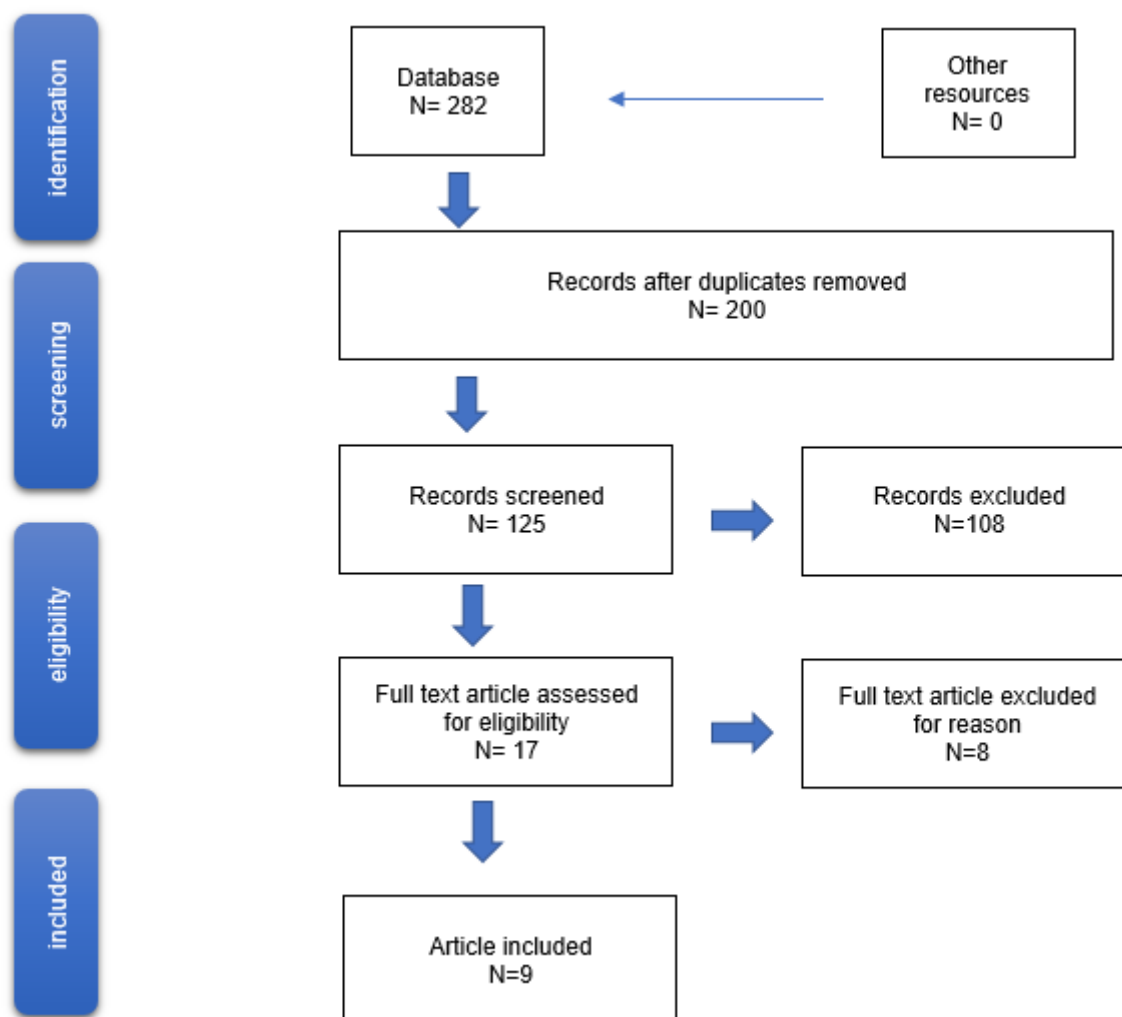 identification
Database
N= 282
Other
resources
N= 0
Records after duplicates removed
N= 200
screening
Records screened
N= 125
Records excluded
N=108
eligibility
Full text article assessed
for eligibility
N= 17
Full text article excluded
for reason
N=8
included
Article included
N=9